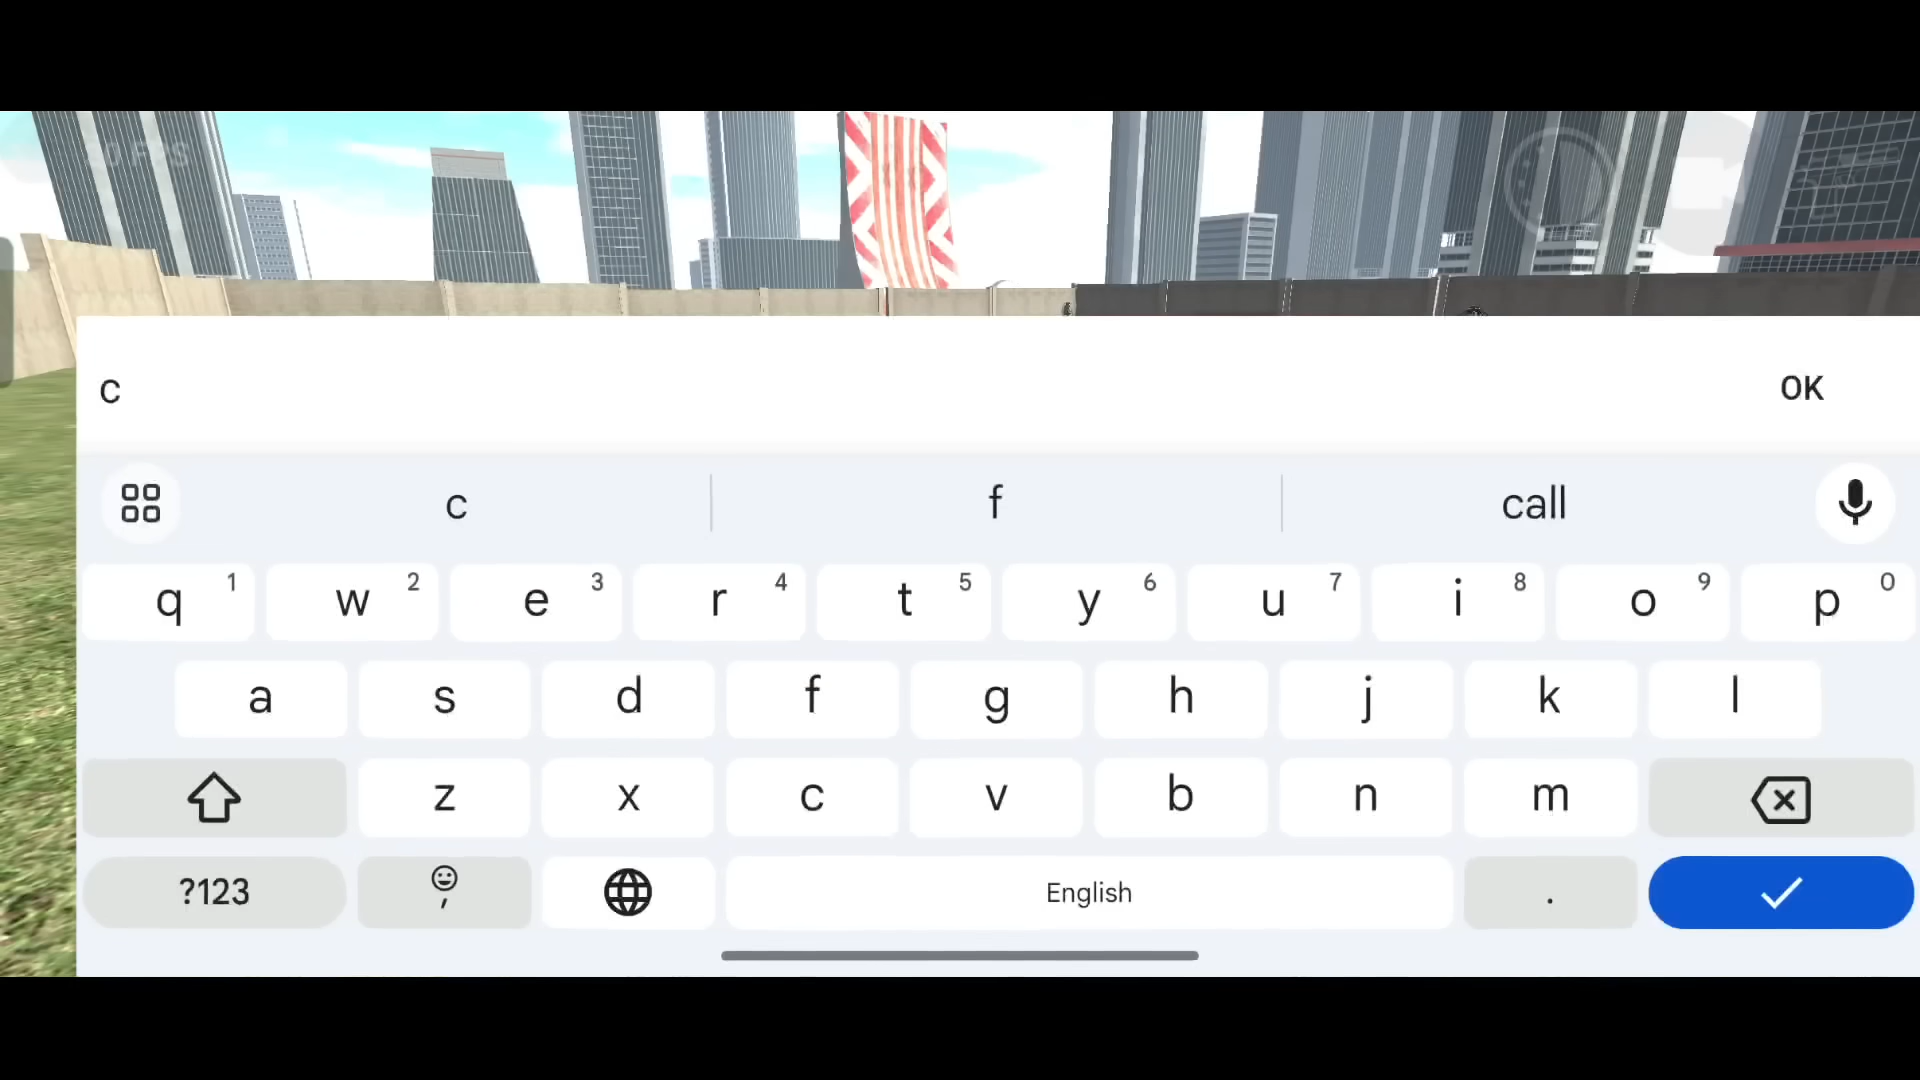 c
OK
c f call
q 1 w 2 e 3 r 4 t 5 y 6 u 7 i 8 o 9 p 0
a s d f g h j k l
z x c v b n m
?123 , English .